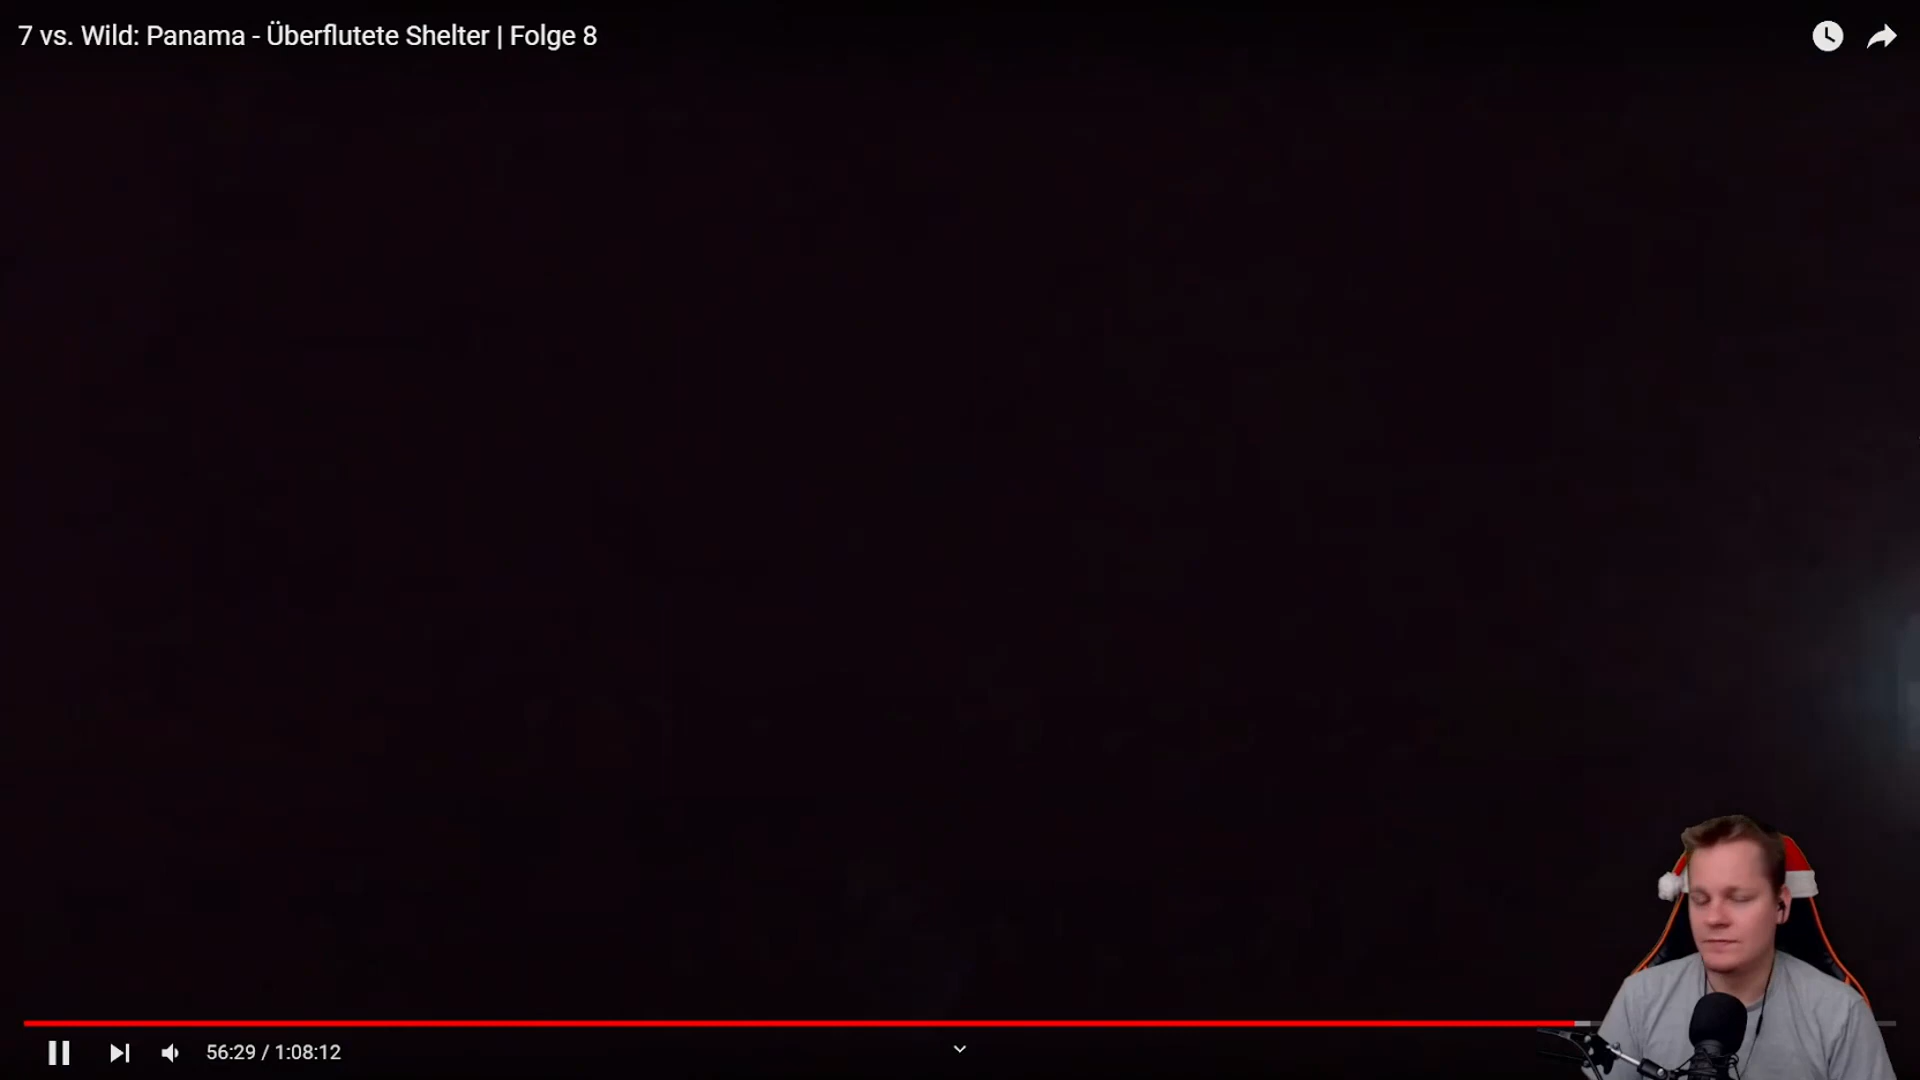 7 vs. Wild: Panama - Überflutete Shelter | Folge 8
56:29 / 1:08:12